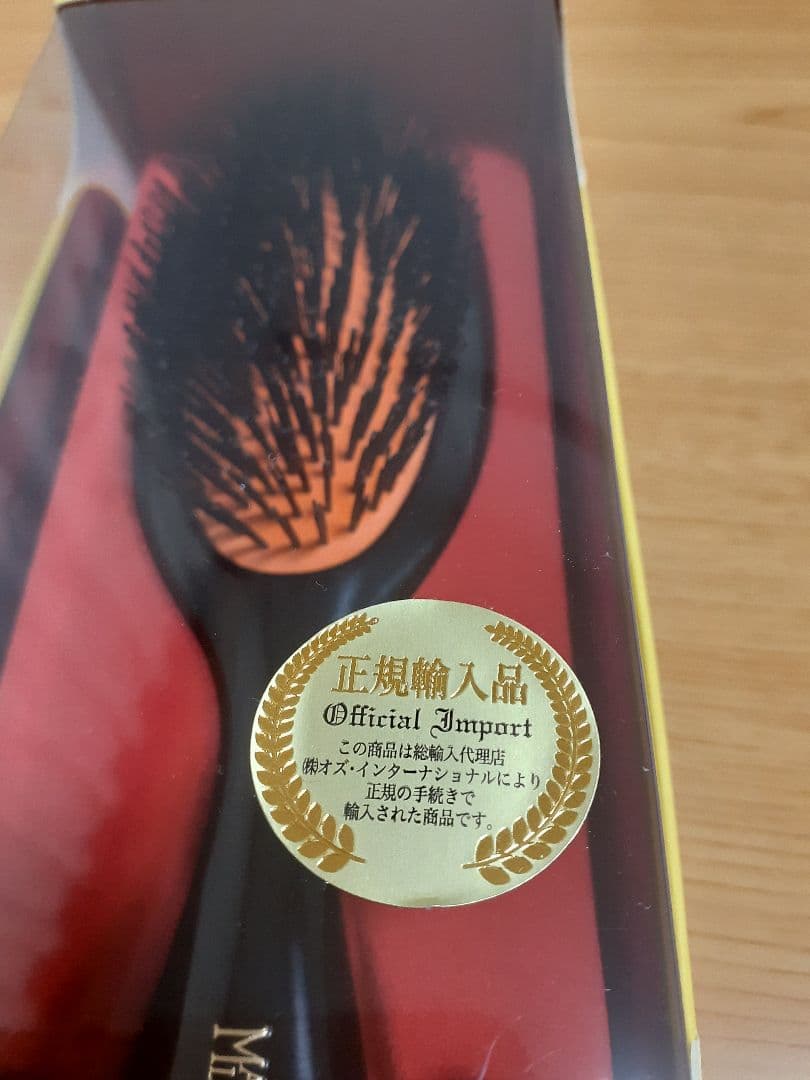 正規輸入品
Official Import
この商品は総輸入代理店
㈱オズ・インターナショナルにより
正規の手続きで
輸入された商品です。